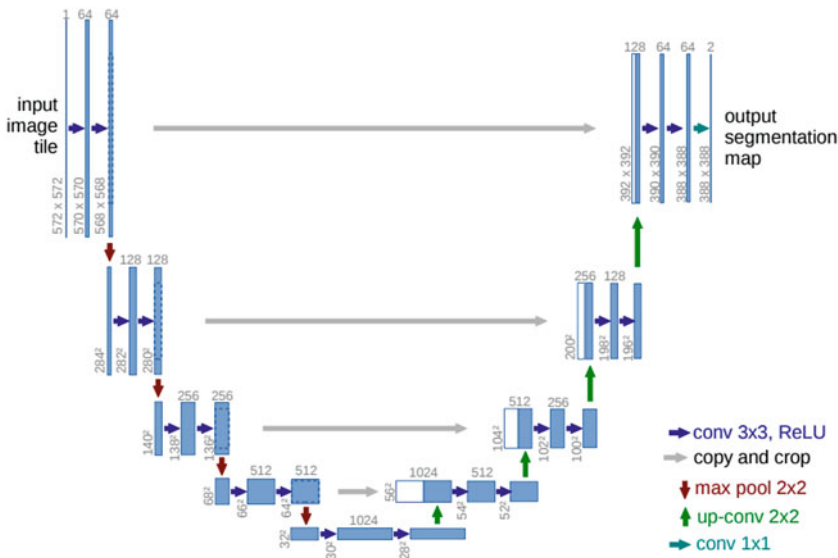 1 64 64
input
image
tile
572 x 572
570 x 570
568 x 568
128 64 64 2
output
segmentation
map
392 x 392
390 x 390
388 x 388
388 x 388
128 128
284²
282²
280²
256 128
200²
198²
196²
256 256
140²
138²
136²
512 256
104²
102²
100²
512 512
68²
66²
64²
1024 512
56²
54²
52²
1024
32²
30²
28²
conv 3x3, ReLU
copy and crop
max pool 2x2
up-conv 2x2
conv 1x1